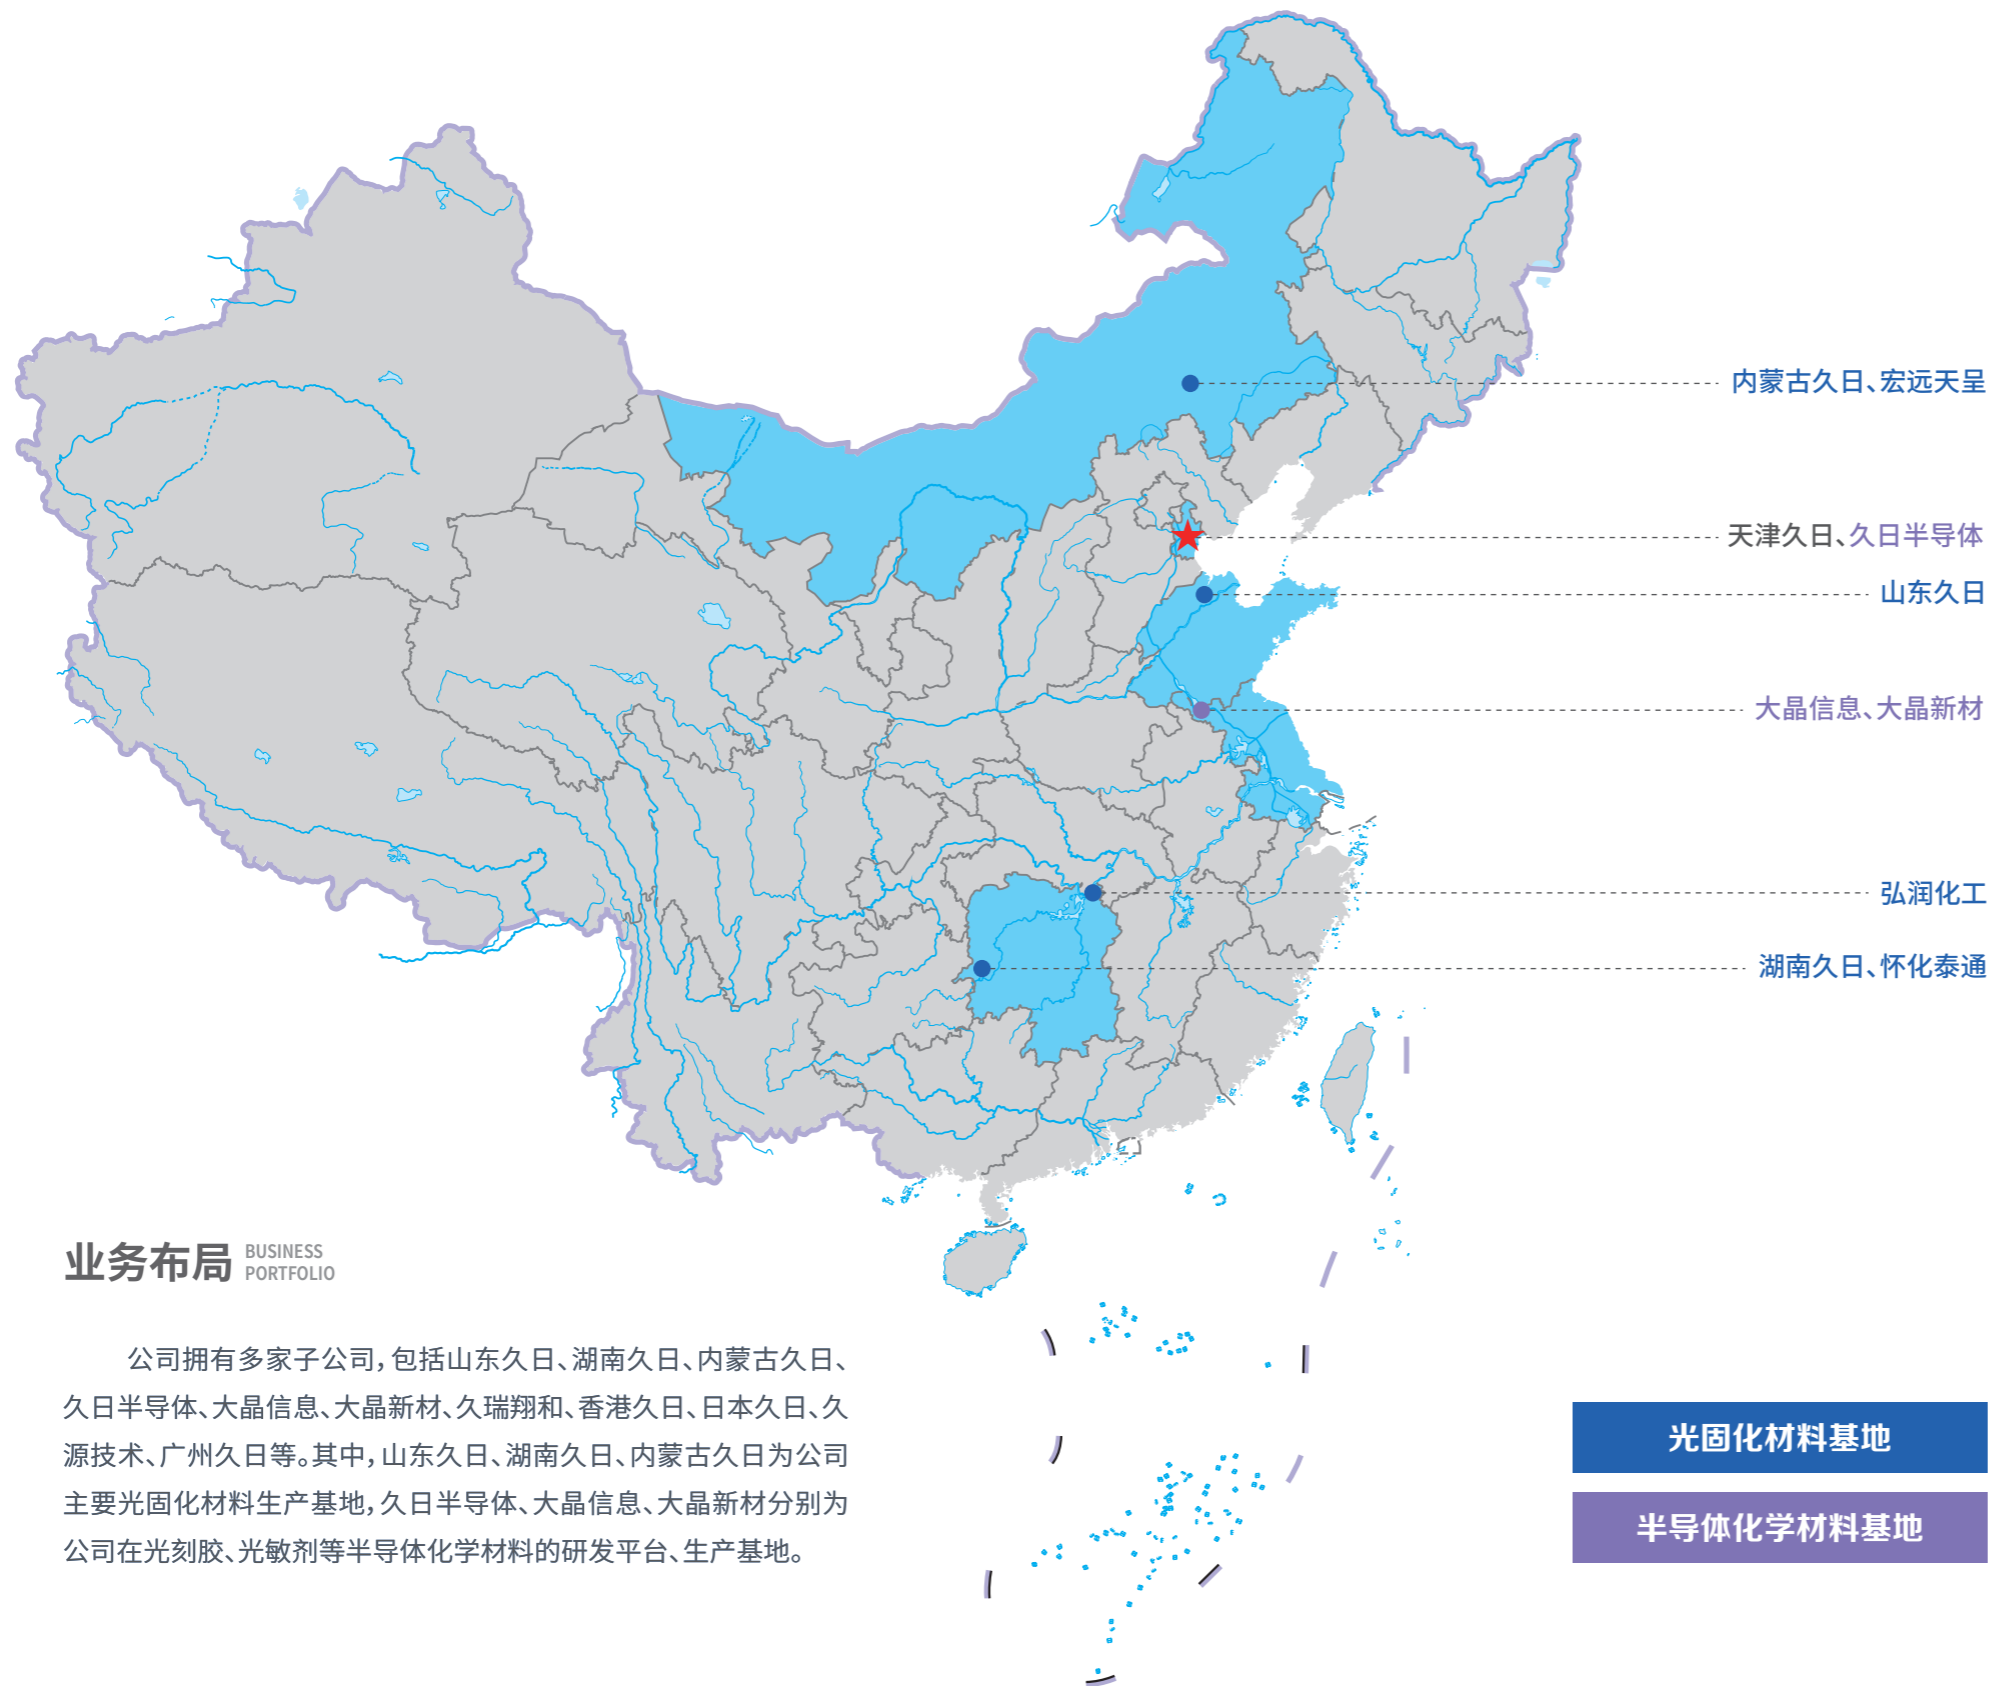 内蒙古久日、宏远天呈
天津久日、久日半导体
山东久日
大晶信息、大晶新材
弘润化工
湖南久日、怀化泰通
业务布局
BUSINESS
PORTFOLIO
公司拥有多家子公司，包括山东久日、湖南久日、内蒙古久日、
久日半导体、大晶信息、大晶新材、久瑞翔和、香港久日、日本久日、久
源技术、广州久日等。其中，山东久日、湖南久日、内蒙古久日为公司
主要光固化材料生产基地，久日半导体、大晶信息、大晶新材分别为
公司在光刻胶、光敏剂等半导体化学材料的研发平台、生产基地。
光固化材料基地
半导体化学材料基地